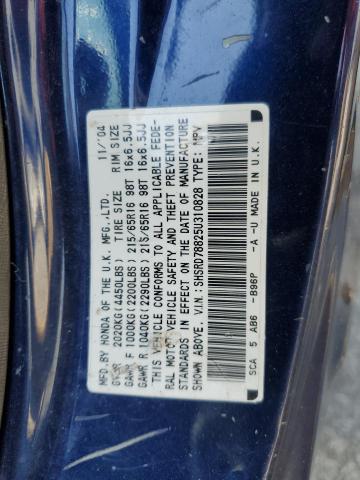 MFD.BY HONDA OF THE U.K. MFG.,LTD. 11/'04
GVWR 2020KG(4450LBS) TIRE SIZE RIM SIZE
GAWR F 1000KG(2200LBS) 215/65R16 98T 16x6.5JJ
GAWR R 1040KG(2290LBS) 215/65R16 98T 16x6.5JJ
THIS VEHICLE CONFORMS TO ALL APPLICABLE FEDE-
RAL MOTOR VEHICLE SAFETY AND THEFT PREVENTION
STANDARDS IN EFFECT ON THE DATE OF MANUFACTURE
SHOWN ABOVE. V.I.N.: SHSRD78825U310828 TYPE: MPV
SCA 5 AB6 -B96P -A -U MADE IN U.K.